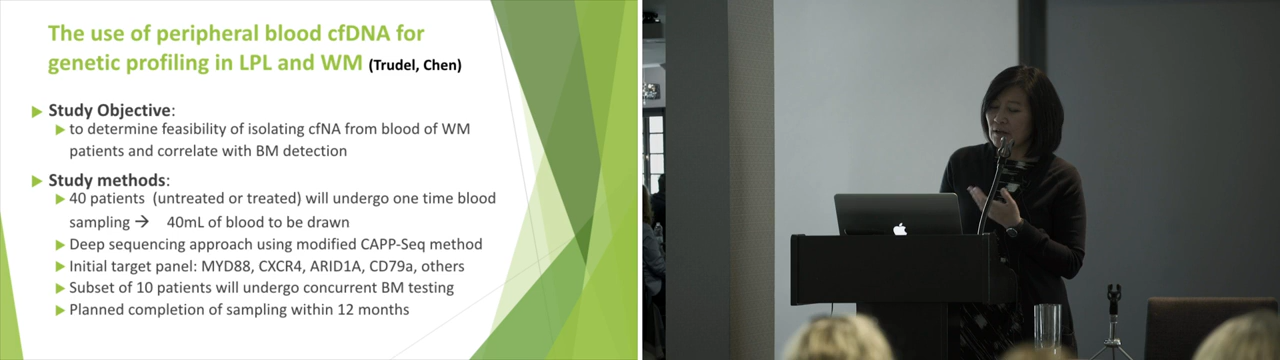 The use of peripheral blood cfDNA for
genetic profiling in LPL and WM (Trudel, Chen)
Study Objective:
to determine feasibility of isolating cfNA from blood of WM
patients and correlate with BM detection
Study methods:
40 patients (untreated or treated) will undergo one time blood
sampling → 40mL of blood to be drawn
Deep sequencing approach using modified CAPP-Seq method
Initial target panel: MYD88, CXCR4, ARID1A, CD79a, others
Subset of 10 patients will undergo concurrent BM testing
Planned completion of sampling within 12 months